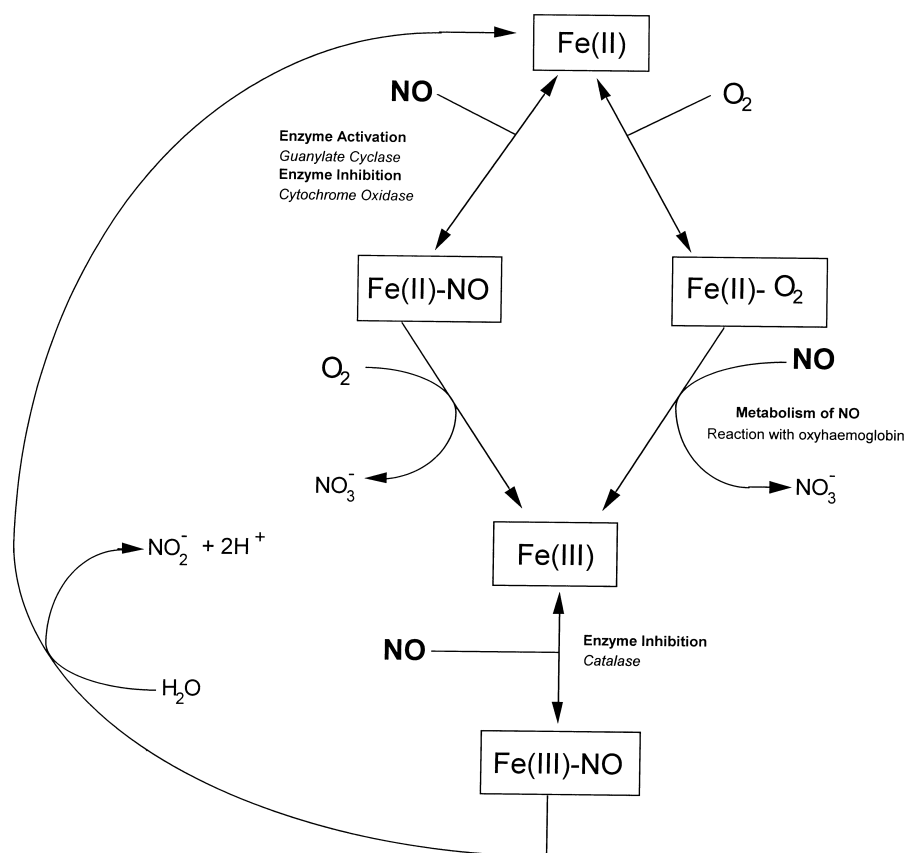 Fe(II)
NO
O₂
Enzyme Activation
Guanylate Cyclase
Enzyme Inhibition
Cytochrome Oxidase
Fe(II)-NO
Fe(II)- O₂
O₂
NO
Metabolism of NO
Reaction with oxyhaemoglobin
NO₃⁻
NO₃⁻
Fe(III)
NO₂⁻ + 2H⁺
NO
Enzyme Inhibition
Catalase
H₂O
Fe(III)-NO